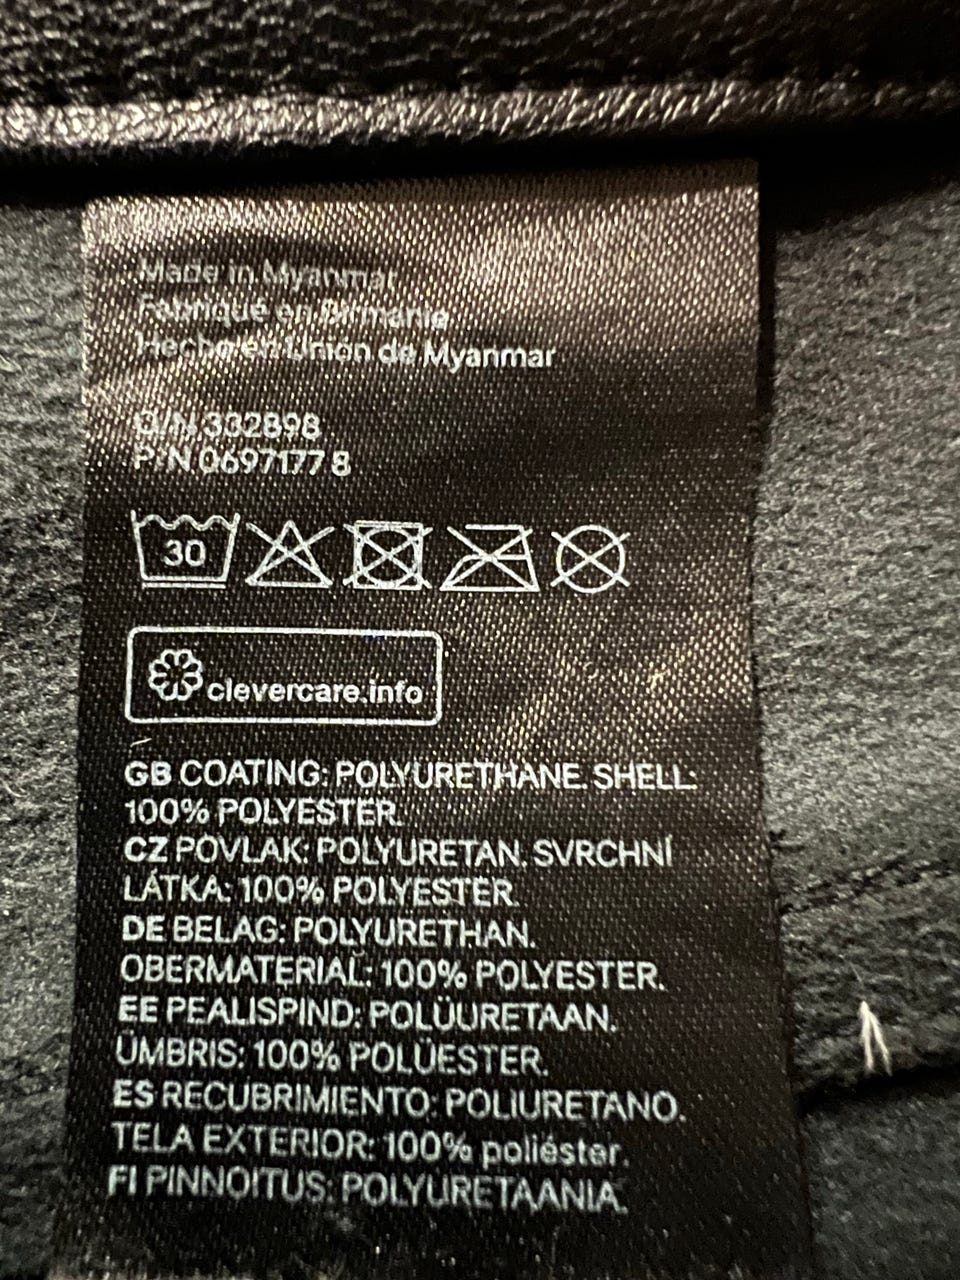 Made in Myanmar
Fabriqué en Birmanie
Hecho en Unión de Myanmar
O/N 332898
P/N 0697177 8
30
clevercare.info
GB COATING: POLYURETHANE. SHELL:
100% POLYESTER.
CZ POVLAK: POLYURETAN. SVRCHNÍ
LÁTKA: 100% POLYESTER.
DE BELAG: POLYURETHAN.
OBERMATERIAL: 100% POLYESTER.
EE PEALISPIND: POLÜURETAAN.
ÜMBRIS: 100% POLÜESTER.
ES RECUBRIMIENTO: POLIURETANO.
TELA EXTERIOR: 100% poliéster.
FI PINNOITUS: POLYURETAANIA.